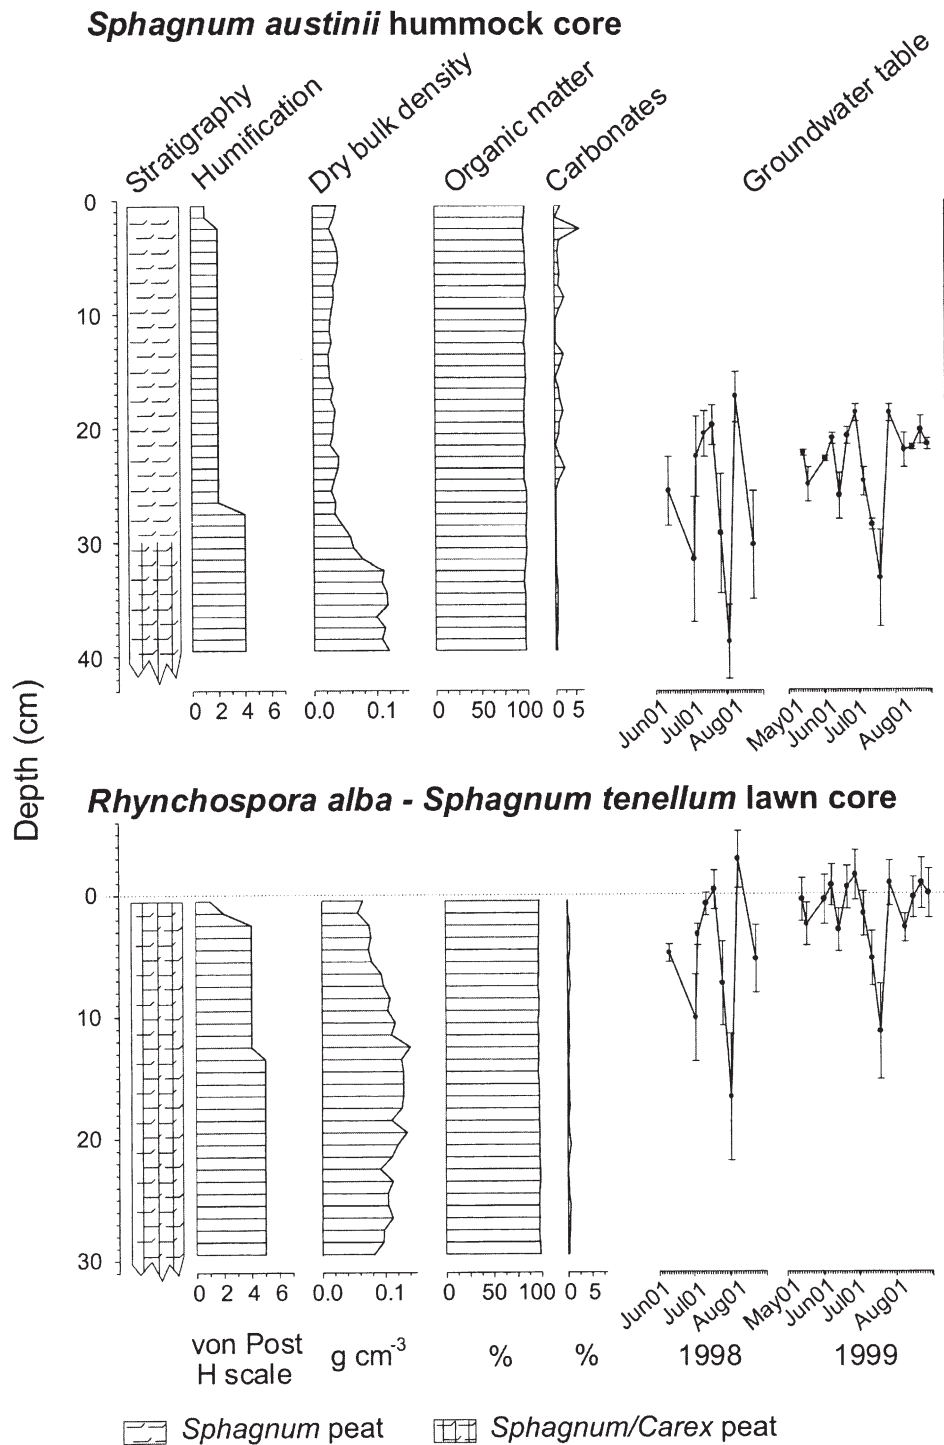 Sphagnum austinii hummock core
Stratigraphy
Humification
Dry bulk density
Organic matter
Carbonates
Groundwater table
0
10
20
30
40
0 2 4 6
0.0 0.1
0 50 100
0 5
Jun01 Jul01 Aug01
May01 Jun01 Jul01 Aug01
Depth (cm)
Rhynchospora alba - Sphagnum tenellum lawn core
0
10
20
30
0 2 4 6
0.0 0.1
0 50 100
0 5
Jun01 Jul01 Aug01
May01 Jun01 Jul01 Aug01
von Post
H scale
g cm-3
%
%
1998
1999
Sphagnum peat
Sphagnum/Carex peat